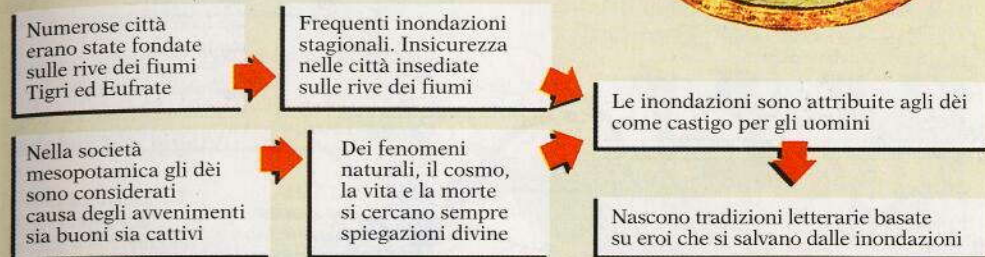 Numerose città
erano state fondate
sulle rive dei fiumi
Tigri ed Eufrate
Frequenti inondazioni
stagionali. Insicurezza
nelle città insediate
sulle rive dei fiumi
Nella società
mesopotamica gli dèi
sono considerati
causa degli avvenimenti
sia buoni sia cattivi
Dei fenomeni
naturali, il cosmo,
la vita e la morte
si cercano sempre
spiegazioni divine
Le inondazioni sono attribuite agli dèi
come castigo per gli uomini
Nascono tradizioni letterarie basate
su eroi che si salvano dalle inondazioni